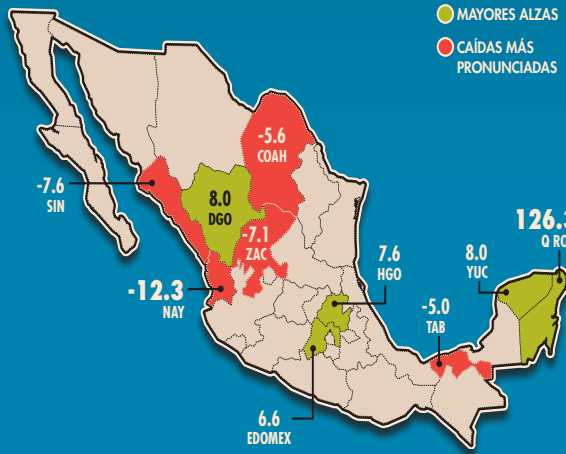 MAYORES ALZAS
CAÍDAS MÁS
PRONUNCIADAS
-5.6
COAH
-7.6
SIN
8.0
DGO
-7.1
ZAC
-12.3
NAY
7.6
HGO
8.0
YUC
126.3
Q RO
-5.0
TAB
6.6
EDOMEX